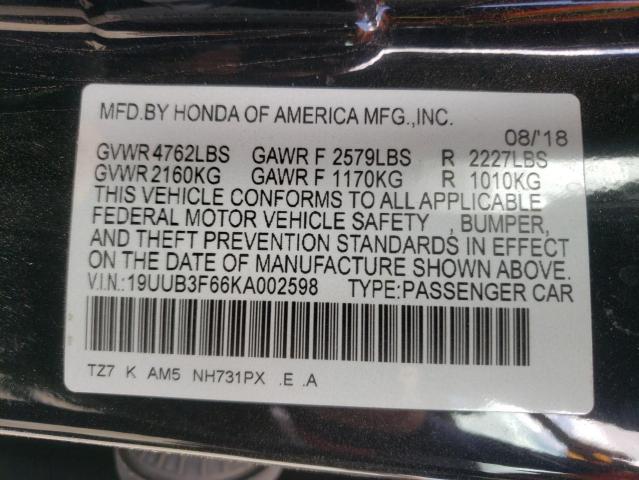 MFD.BY HONDA OF AMERICA MFG.,INC.
08/'18
GVWR 4762LBS GAWR F 2579LBS R 2227LBS
GVWR 2160KG GAWR F 1170KG R 1010KG
THIS VEHICLE CONFORMS TO ALL APPLICABLE
FEDERAL MOTOR VEHICLE SAFETY , BUMPER,
AND THEFT PREVENTION STANDARDS IN EFFECT
ON THE DATE OF MANUFACTURE SHOWN ABOVE.
V.I.N.: 19UUB3F66KA002598 TYPE:PASSENGER CAR
TZ7 K AM5 NH731PX .E .A